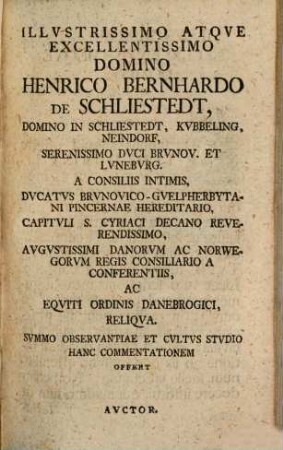 ILLVSTRISSIMO ATQVE
EXCELLENTISSIMO
DOMINO
HENRICO BERNHARDO
DE SCHLIESTEDT,
DOMINO IN SCHLIESTEDT, KVBBELING,
NEINDORF,
SERENISSIMO DVCI BRVNOV. ET
LVNEBVRG.
A CONSILIIS INTIMIS,
DVCATVS BRVNOVICO-GVELPHERBYTA-
NI PINCERNAE HEREDITARIO,
CAPITVLI S. CYRIACI DECANO REVE-
RENDISSIMO,
AVGVSTISSIMI DANORVM AC NORWE-
GORVM REGIS CONSILIARIO A
CONFERENTIIS,
AC
EQVITI ORDINIS DANEBROGICI,
RELIQVA.
SVMMO OBSERVANTIAE ET CVLTVS STVDIO
HANC COMMENTATIONEM
OFFERT
AVCTOR.